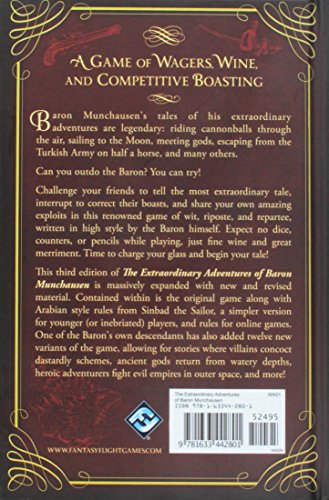 A Game of Wagers, Wine,
and Competitive Boasting
Baron Munchausen's tales of his extraordinary
adventures are legendary: riding cannonballs through
the air, sailing to the Moon, meeting gods, escaping from
the Turkish Army on half a horse, and many others.
Can you outdo the Baron? You can try!
Challenge your friends to tell the most extraordinary tale,
interrupt to correct their boasts, and share your own amazing
exploits in this renowned game of wit, riposte, and repartee,
written in high style by the Baron himself. Expect no dice,
counters, or pencils while playing, just fine wine and great
merriment. Time to charge your glass and begin your tale!
This third edition of The Extraordinary Adventures of Baron
Munchausen is massively expanded with new and revised
material. Contained within is the original game along with
Arabian style rules from Sinbad the Sailor, a simpler version
for younger (or inebriated) players, and rules for online games.
One of the Baron's own descendants has also added twelve new
variants of the game, allowing for stories where villains concoct
dastardly schemes, ancient gods return from watery depths,
heroic adventurers fight evil empires in outer space, and more!
WWW.FANTASYFLIGHTGAMES.COM
The Extraordinary Adventures
of Baron Munchausen
WA01
ISBN 978-1-63344-280-1
52495
9 781633 442801